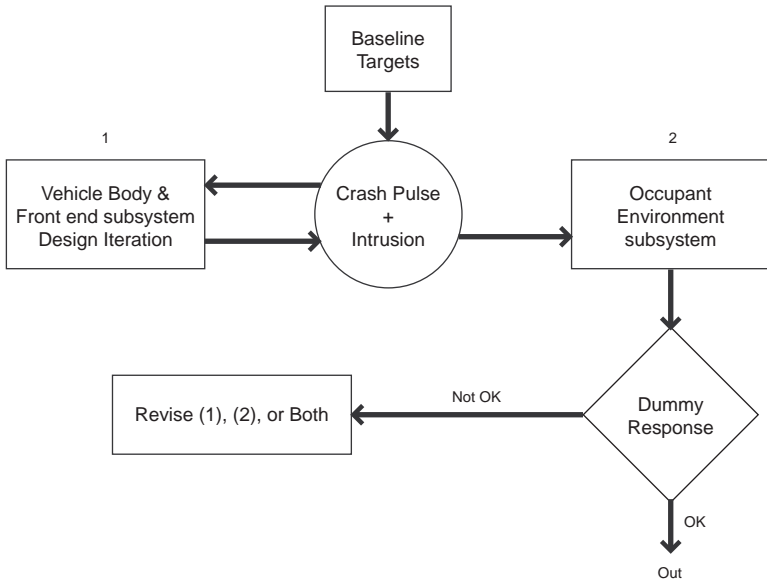 Baseline
Targets
1
2
Vehicle Body &
Front end subsystem
Design Iteration
Crash Pulse
+
Intrusion
Occupant
Environment
subsystem
Revise (1), (2), or Both
Not OK
Dummy
Response
OK
Out